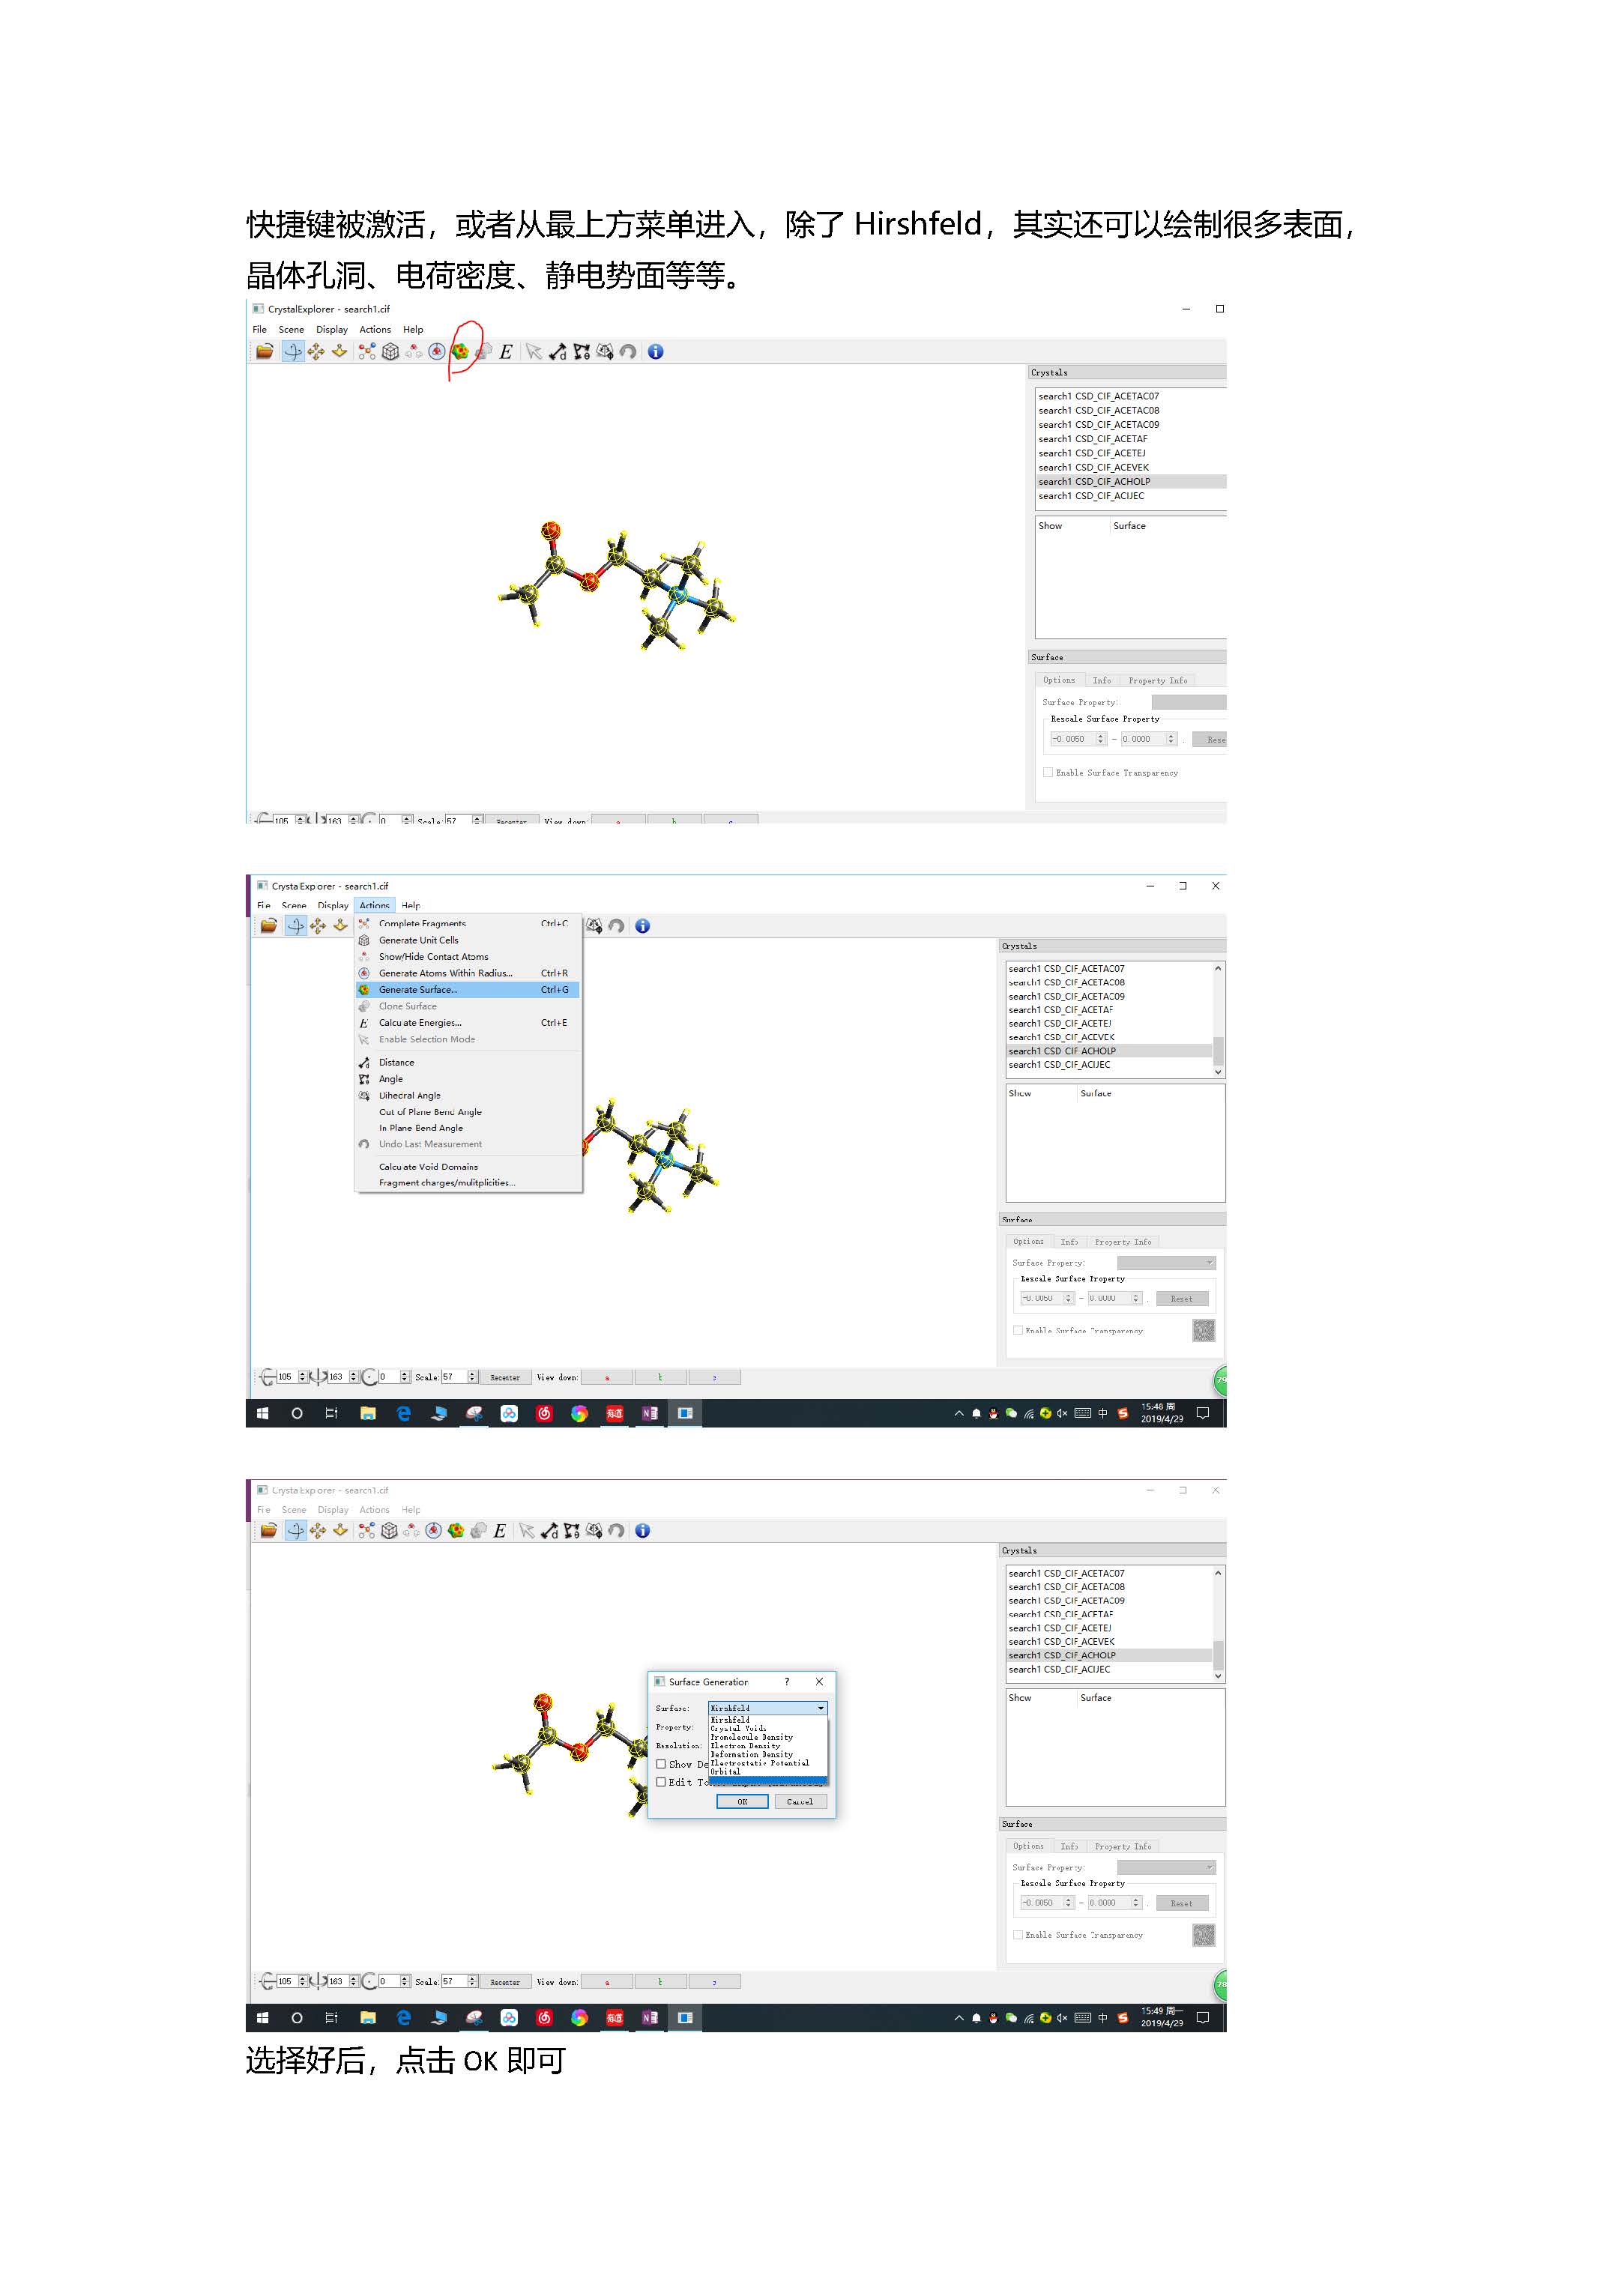 快捷键被激活，或者从最上方菜单进入，除了 Hirshfeld，其实还可以绘制很多表面，
晶体孔洞、电荷密度、静电势面等等。
CrystalExplorer - search1.cif
File Scene Display Actions Help
E
Crystals
search1 CSD_CIF_ACETAC07
search1 CSD_CIF_ACETAC08
search1 CSD_CIF_ACETAC09
search1 CSD_CIF_ACETAF
search1 CSD_CIF_ACETEJ
search1 CSD_CIF_ACEVEK
search1 CSD_CIF_ACHOLP
search1 CSD_CIF_ACIJEC
Show Surface
Surface
Options Info Property Info
Surface Property:
Rescale Surface Property
-0.0050 - 0.0000 . Rese
Enable Surface Transparency
105 163 0 Scale: 57 Recenter View down: a b c
CrystalExplorer - search1.cif
File Scene Display Actions Help
Complete Fragments Ctrl+C
Generate Unit Cells
Show/Hide Contact Atoms
Generate Atoms Within Radius... Ctrl+R
Generate Surface... Ctrl+G
Clone Surface
E Calculate Energies... Ctrl+E
Enable Selection Mode
Distance
Angle
Dihedral Angle
Out of Plane Bend Angle
In Plane Bend Angle
Undo Last Measurement
Calculate Void Domains
Fragment charges/mulitplicities...
Crystals
search1 CSD_CIF_ACETAC07
search1 CSD_CIF_ACETAC08
search1 CSD_CIF_ACETAC09
search1 CSD_CIF_ACETAF
search1 CSD_CIF_ACETEJ
search1 CSD_CIF_ACEVEK
search1 CSD_CIF_ACHOLP
search1 CSD_CIF_ACIJEC
Show Surface
Surface
Options Info Property Info
Surface Property:
Rescale Surface Property
-0.0050 - 0.0000 . Reset
Enable Surface Transparency
79
105 163 0 Scale: 57 Recenter View down: a b c
中 15:48 周
2019/4/29
CrystalExplorer - search1.cif
File Scene Display Actions Help
E
Crystals
search1 CSD_CIF_ACETAC07
search1 CSD_CIF_ACETAC08
search1 CSD_CIF_ACETAC09
search1 CSD_CIF_ACETAF
search1 CSD_CIF_ACETEJ
search1 CSD_CIF_ACEVEK
search1 CSD_CIF_ACHOLP
search1 CSD_CIF_ACIJEC
Show Surface
Surface Generation ? X
Surface: Hirshfeld
Hirshfeld
Property: Crystal Voids
Promolecule Density
Resolution: Electron Density
Deformation Density
Show De Electrostatic Potential
Orbital
Edit To
OK Cancel
Surface
Options Info Property Info
Surface Property:
Rescale Surface Property
-0.0050 - 0.0000 . Reset
Enable Surface Transparency
78
105 163 0 Scale: 57 Recenter View down: a b c
中 15:49 周一
2019/4/29
选择好后，点击 OK 即可